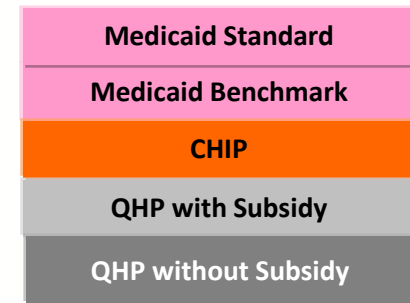 Medicaid Standard
Medicaid Benchmark
CHIP
QHP with Subsidy
QHP without Subsidy